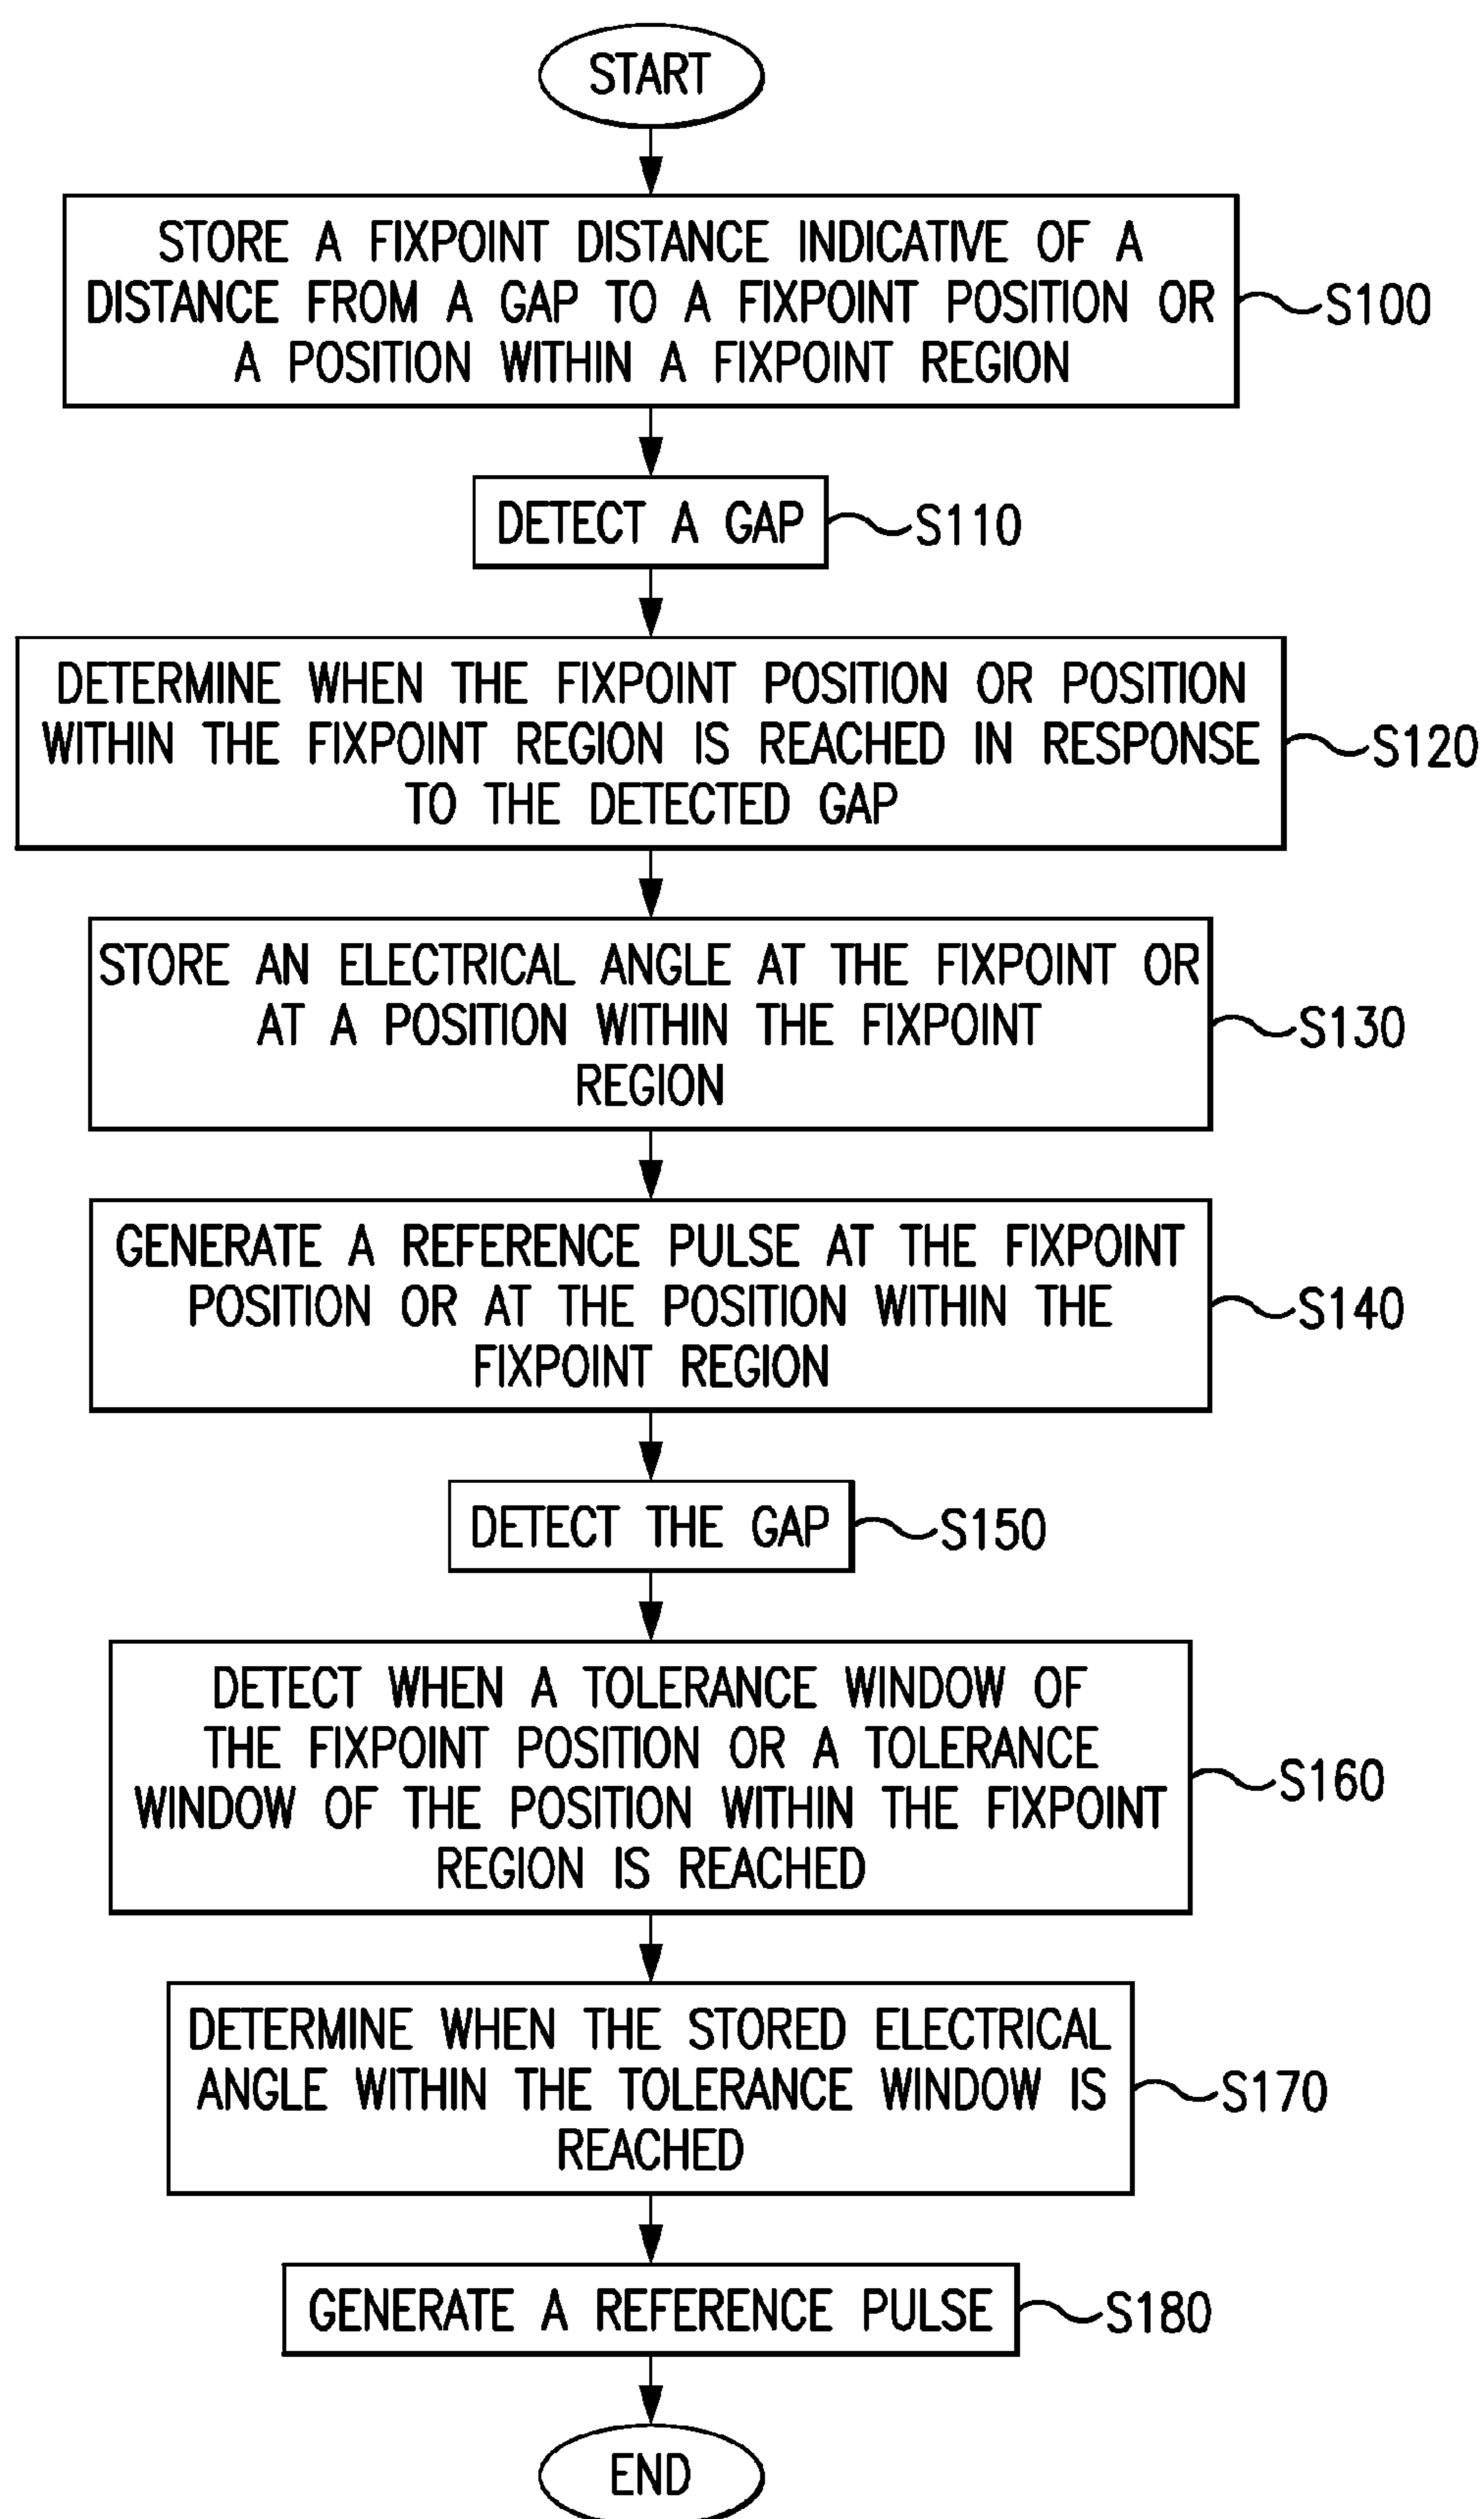 START
STORE A FIXPOINT DISTANCE INDICATIVE OF A
DISTANCE FROM A GAP TO A FIXPOINT POSITION OR
A POSITION WITHIN A FIXPOINT REGION
S100
DETECT A GAP
S110
DETERMINE WHEN THE FIXPOINT POSITION OR POSITION
WITHIN THE FIXPOINT REGION IS REACHED IN RESPONSE
TO THE DETECTED GAP
S120
STORE AN ELECTRICAL ANGLE AT THE FIXPOINT OR
AT A POSITION WITHIN THE FIXPOINT
REGION
S130
GENERATE A REFERENCE PULSE AT THE FIXPOINT
POSITION OR AT THE POSITION WITHIN THE
FIXPOINT REGION
S140
DETECT THE GAP
S150
DETECT WHEN A TOLERANCE WINDOW OF
THE FIXPOINT POSITION OR A TOLERANCE
WINDOW OF THE POSITION WITHIN THE FIXPOINT
REGION IS REACHED
S160
DETERMINE WHEN THE STORED ELECTRICAL
ANGLE WITHIN THE TOLERANCE WINDOW IS
REACHED
S170
GENERATE A REFERENCE PULSE
S180
END